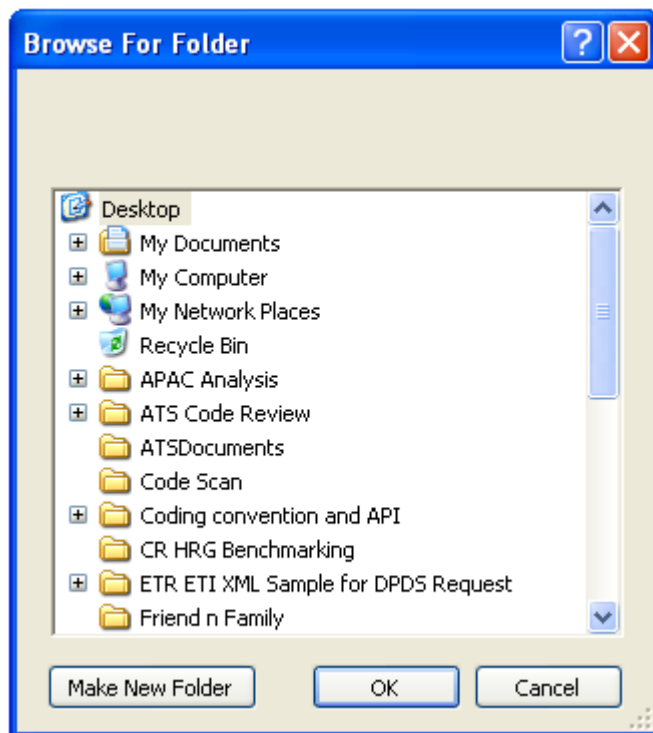 Browse For Folder
Desktop
My Documents
My Computer
My Network Places
Recycle Bin
APAC Analysis
ATS Code Review
ATSDocuments
Code Scan
Coding convention and API
CR HRG Benchmarking
ETR ETI XML Sample for DPDS Request
Friend n Family
Make New Folder OK Cancel